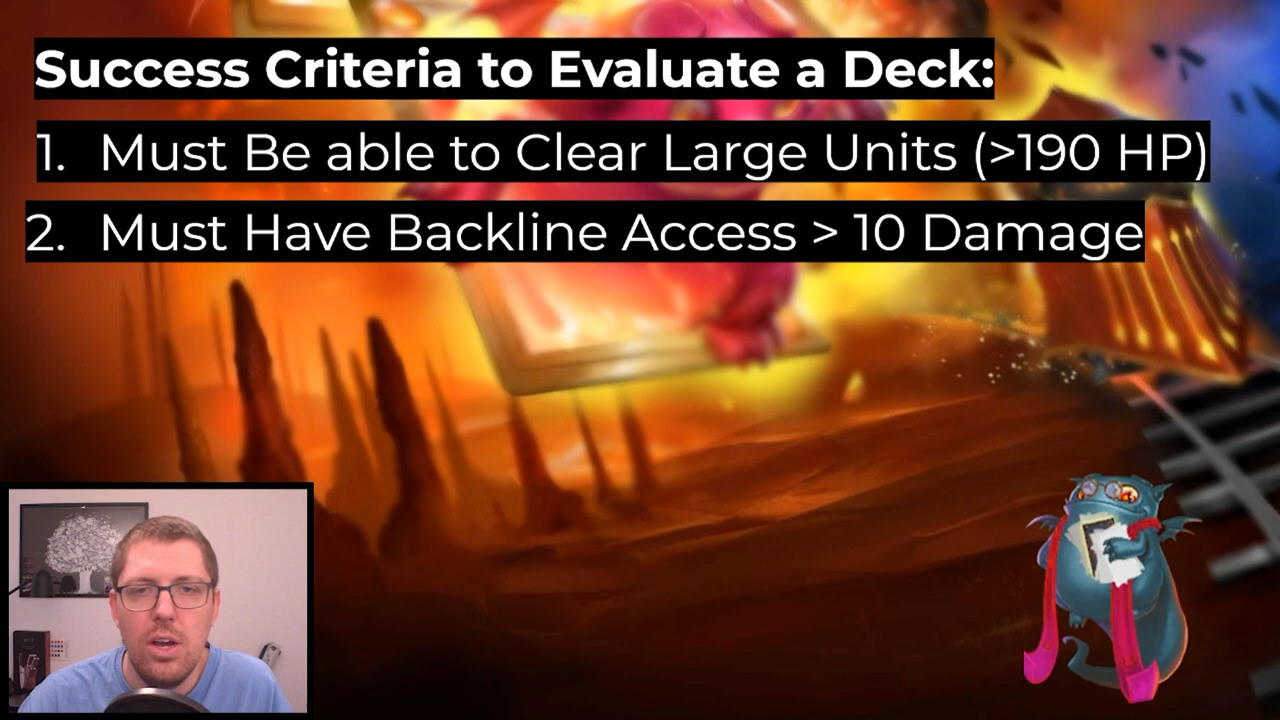 Success Criteria to Evaluate a Deck:
1. Must Be able to Clear Large Units (>190 HP)
2. Must Have Backline Access > 10 Damage